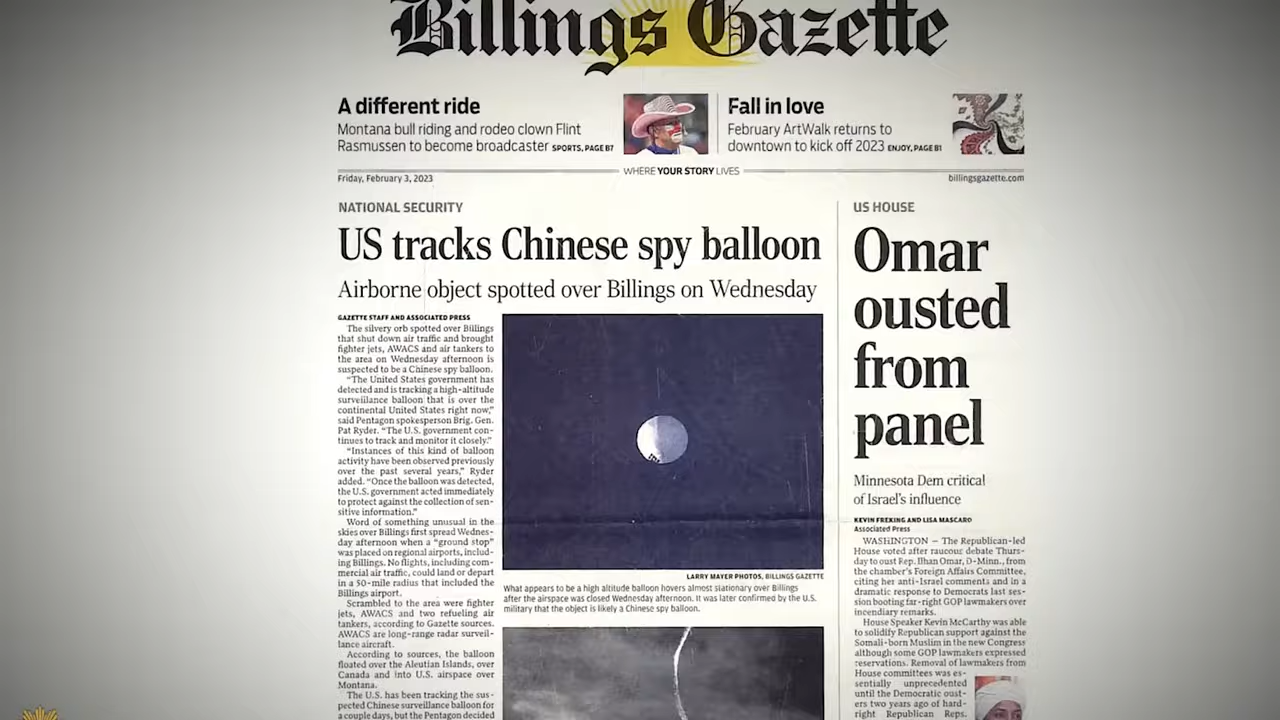 Billings Gazette
A different ride
Montana bull riding and rodeo clown Flint
Rasmussen to become broadcaster SPORTS, PAGE B7
Fall in love
February ArtWalk returns to
downtown to kick off 2023 ENJOY, PAGE B1
WHERE YOUR STORY LIVES
Friday, February 3, 2023
billingsgazette.com
NATIONAL SECURITY
US tracks Chinese spy balloon
Airborne object spotted over Billings on Wednesday
GAZETTE STAFF AND ASSOCIATED PRESS
The silvery orb spotted over Billings
that shut down air traffic and brought
fighter jets, AWACS and air tankers to
the area on Wednesday afternoon is
suspected to be a Chinese spy balloon.
"The United States government has
detected and is tracking a high-altitude
surveillance balloon that is over the
continental United States right now,"
said Pentagon spokesperson Brig. Gen.
Pat Ryder. "The U.S. government con-
tinues to track and monitor it closely."
"Instances of this kind of balloon
activity have been observed previously
over the past several years," Ryder
added. "Once the balloon was detected,
the U.S. government acted immediately
to protect against the collection of sen-
sitive information."
Word of something unusual in the
skies over Billings first spread Wednes-
day afternoon when a "ground stop"
was placed on regional airports, includ-
ing Billings. No flights, including com-
mercial air traffic, could land or depart
in a 50-mile radius that included the
Billings airport.
Scrambled to the area were fighter
jets, AWACS and two refueling air
tankers, according to Gazette sources.
AWACS are long-range radar surveil-
lance aircraft.
According to sources, the balloon
floated over the Aleutian Islands, over
Canada and into U.S. airspace over
Montana.
The U.S. has been tracking the sus-
pected Chinese surveillance balloon for
a couple days, but the Pentagon decided
LARRY MAYER PHOTOS, BILLINGS GAZETTE
What appears to be a high altitude balloon hovers almost stationary over Billings
after the airspace was closed Wednesday afternoon. It was later confirmed by the U.S.
military that the object is likely a Chinese spy balloon.
US HOUSE
Omar
ousted
from
panel
Minnesota Dem critical
of Israel's influence
KEVIN FREKING AND LISA MASCARO
Associated Press
WASHINGTON — The Republican-led
House voted after raucous debate Thurs-
day to oust Rep. Ilhan Omar, D-Minn., from
the chamber's Foreign Affairs Committee,
citing her anti-Israel comments and in a
dramatic response to Democrats last ses-
sion booting far-right GOP lawmakers over
incendiary remarks.
House Speaker Kevin McCarthy was able
to solidify Republican support against the
Somali-born Muslim in the new Congress
although some GOP lawmakers expressed
reservations. Removal of lawmakers from
House committees was es-
sentially unprecedented
until the Democratic oust-
ers two years ago of hard-
right Republican Reps.